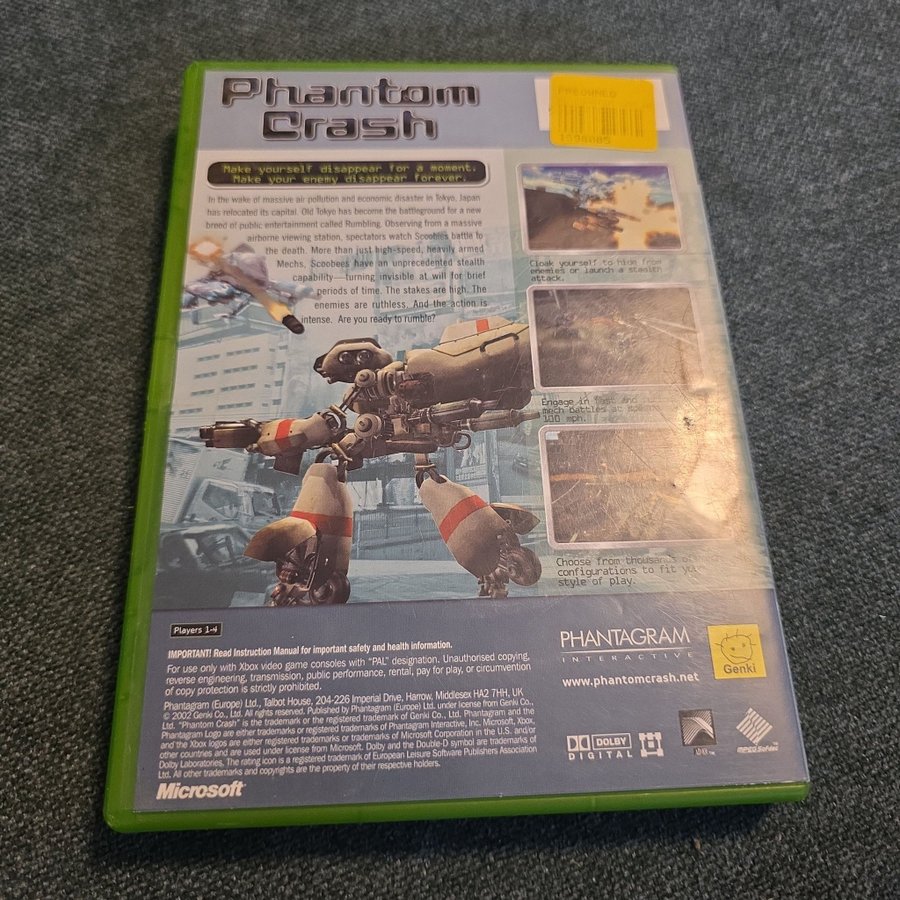 Phantom
Crash
PREOWNED
Make yourself disappear for a moment.
Make your enemy disappear forever.
In the wake of massive air pollution and economic disaster in Tokyo, Japan
has relocated its capital. Old Tokyo has become the battleground for a new
breed of public entertainment called Rumbling. Observing from a massive
airborne viewing station, spectators watch Scoobees battle to
the death. More than just high-speed, heavily armed
Mechs, Scoobees have an unprecedented stealth
capability—turning invisible at will for brief
periods of time. The stakes are high. The
enemies are ruthless. And the action is
intense. Are you ready to rumble?
Cloak yourself to hide from
enemies or launch a stealth
attack.
Engage in fast and
mech battles at
100 mph.
Choose from thousands of
configurations to fit your
style of play.
Players 1-4
IMPORTANT! Read Instruction Manual for important safety and health information.
For use only with Xbox video game consoles with "PAL" designation. Unauthorised copying,
reverse engineering, transmission, public performance, rental, pay for play, or circumvention
of copy protection is strictly prohibited.
Phantagram (Europe) Ltd., Talbot House, 204-226 Imperial Drive, Harrow, Middlesex HA2 7HH, UK
© 2002 Genki Co., Ltd. All rights reserved. Published by Phantagram (Europe) Ltd. under license from Genki Co.,
Ltd. "Phantom Crash" is the trademark or the registered trademark of Genki Co., Ltd. Phantagram and the
Phantagram Logo are either trademarks or registered trademarks of Phantagram Interactive, Inc. Microsoft, Xbox,
and the Xbox logos are either registered trademarks or trademarks of Microsoft Corporation in the U.S. and/or
other countries and are used under license from Microsoft. Dolby and the Double-D symbol are trademarks of
Dolby Laboratories. The rating icon is a registered trademark of European Leisure Software Publishers Association
Ltd. All other trademarks and copyrights are the property of their respective holders.
Microsoft
PHANTAGRAM
INTERACTIVE
www.phantomcrash.net
Genki
DOLBY
DIGITAL
ADX
MPEG Sofdec